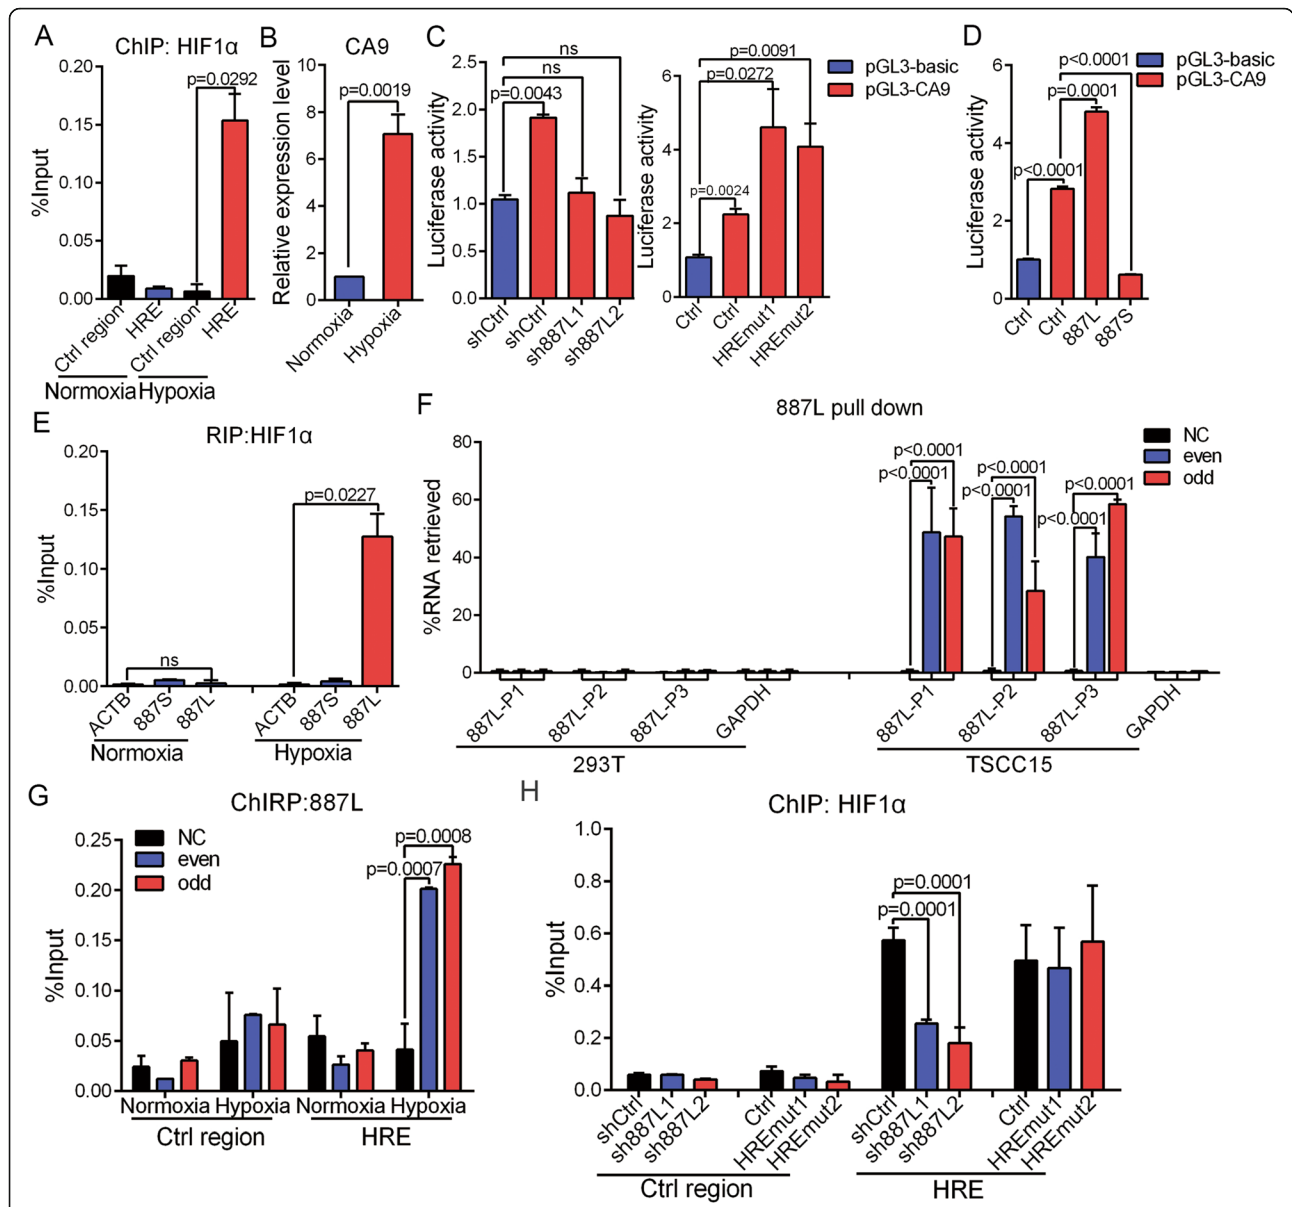 A
ChIP: HIF1α
%Input
0.20
0.15
0.10
0.05
0.00
p=0.0292
Ctrl region
HRE
Ctrl region
HRE
Normoxia
Hypoxia
B
CA9
Relative expression level
10
8
6
4
2
0
p=0.0019
Normoxia
Hypoxia
C
Luciferase activity
2.5
2.0
1.5
1.0
0.5
0.0
ns
ns
p=0.0043
shCtrl
shCtrl
sh887L1
sh887L2
Luciferase activity
6
4
2
0
p=0.0091
p=0.0272
p=0.0024
Ctrl
Ctrl
HREmut1
HREmut2
pGL3-basic
pGL3-CA9
D
Luciferase activity
6
4
2
0
p<0.0001
p=0.0001
p<0.0001
Ctrl
Ctrl
887L
887S
pGL3-basic
pGL3-CA9
E
RIP:HIF1α
%Input
0.20
0.15
0.10
0.05
0.00
ns
p=0.0227
ACTB
887S
887L
ACTB
887S
887L
Normoxia
Hypoxia
F
887L pull down
%RNA retrieved
80
60
40
20
0
p<0.0001
p<0.0001
p<0.0001
p<0.0001
p<0.0001
p<0.0001
NC
even
odd
887L-P1
887L-P2
887L-P3
GAPDH
887L-P1
887L-P2
887L-P3
GAPDH
293T
TSCC15
G
ChIRP:887L
%Input
0.25
0.20
0.15
0.10
0.05
0.00
NC
even
odd
p=0.0008
p=0.0007
Normoxia
Hypoxia
Normoxia
Hypoxia
Ctrl region
HRE
H
ChIP: HIF1α
%Input
1.0
0.8
0.6
0.4
0.2
0.0
p=0.0001
p=0.0001
shCtrl
sh887L1
sh887L2
Ctrl
HREmut1
HREmut2
shCtrl
sh887L1
sh887L2
Ctrl
HREmut1
HREmut2
Ctrl region
HRE